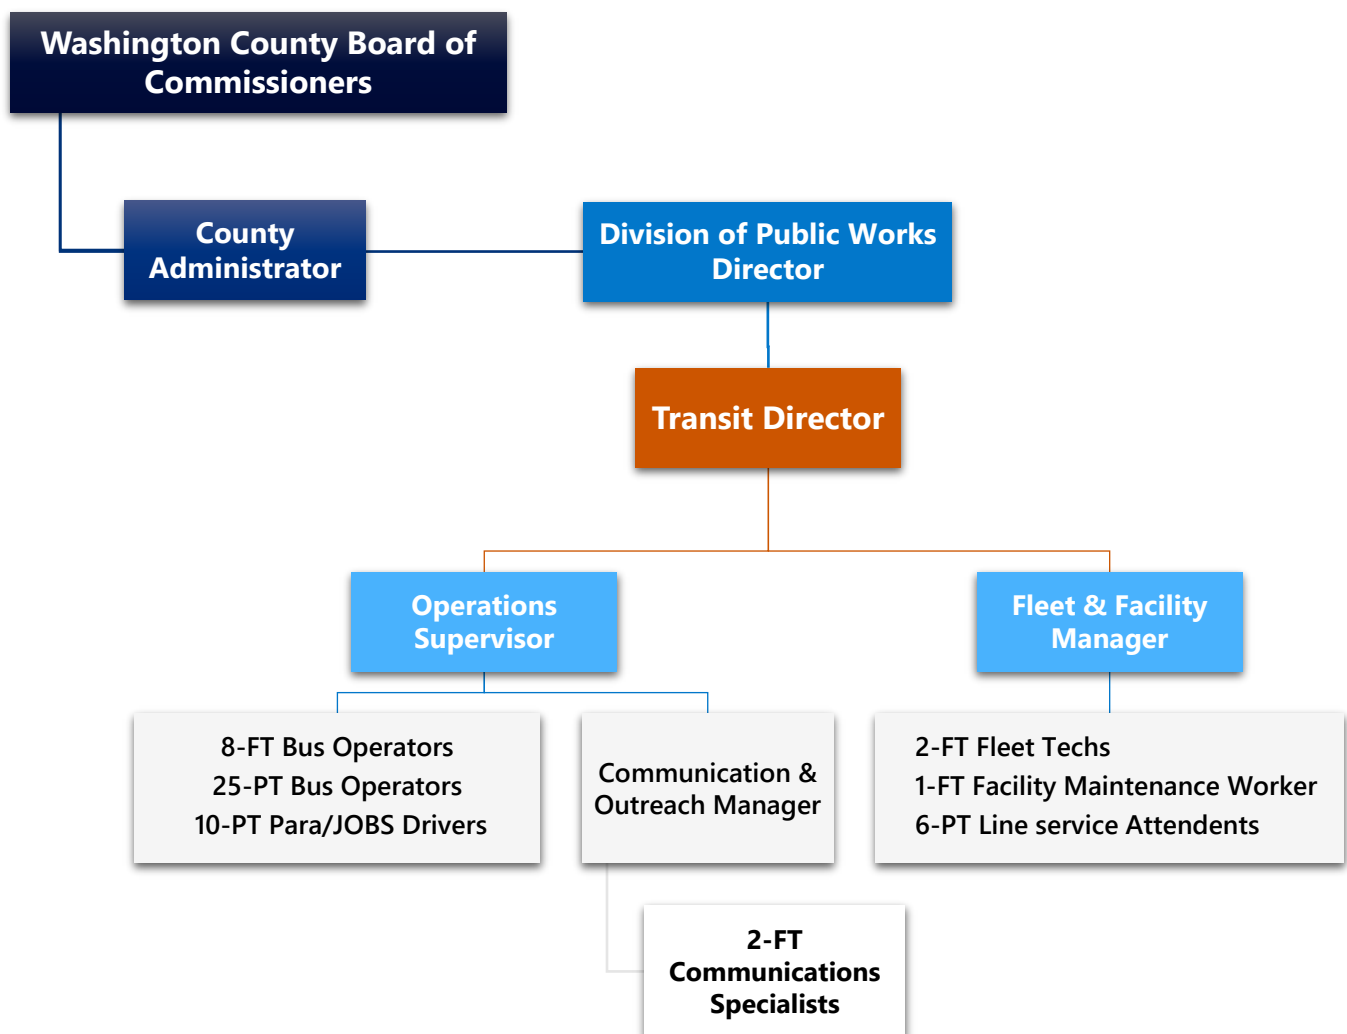 Washington County Board of
Commissioners
County
Administrator
Division of Public Works
Director
Transit Director
Operations
Supervisor
Fleet & Facility
Manager
8-FT Bus Operators
25-PT Bus Operators
10-PT Para/JOBS Drivers
Communication &
Outreach Manager
2-FT Fleet Techs
1-FT Facility Maintenance Worker
6-PT Line service Attendents
2-FT
Communications
Specialists